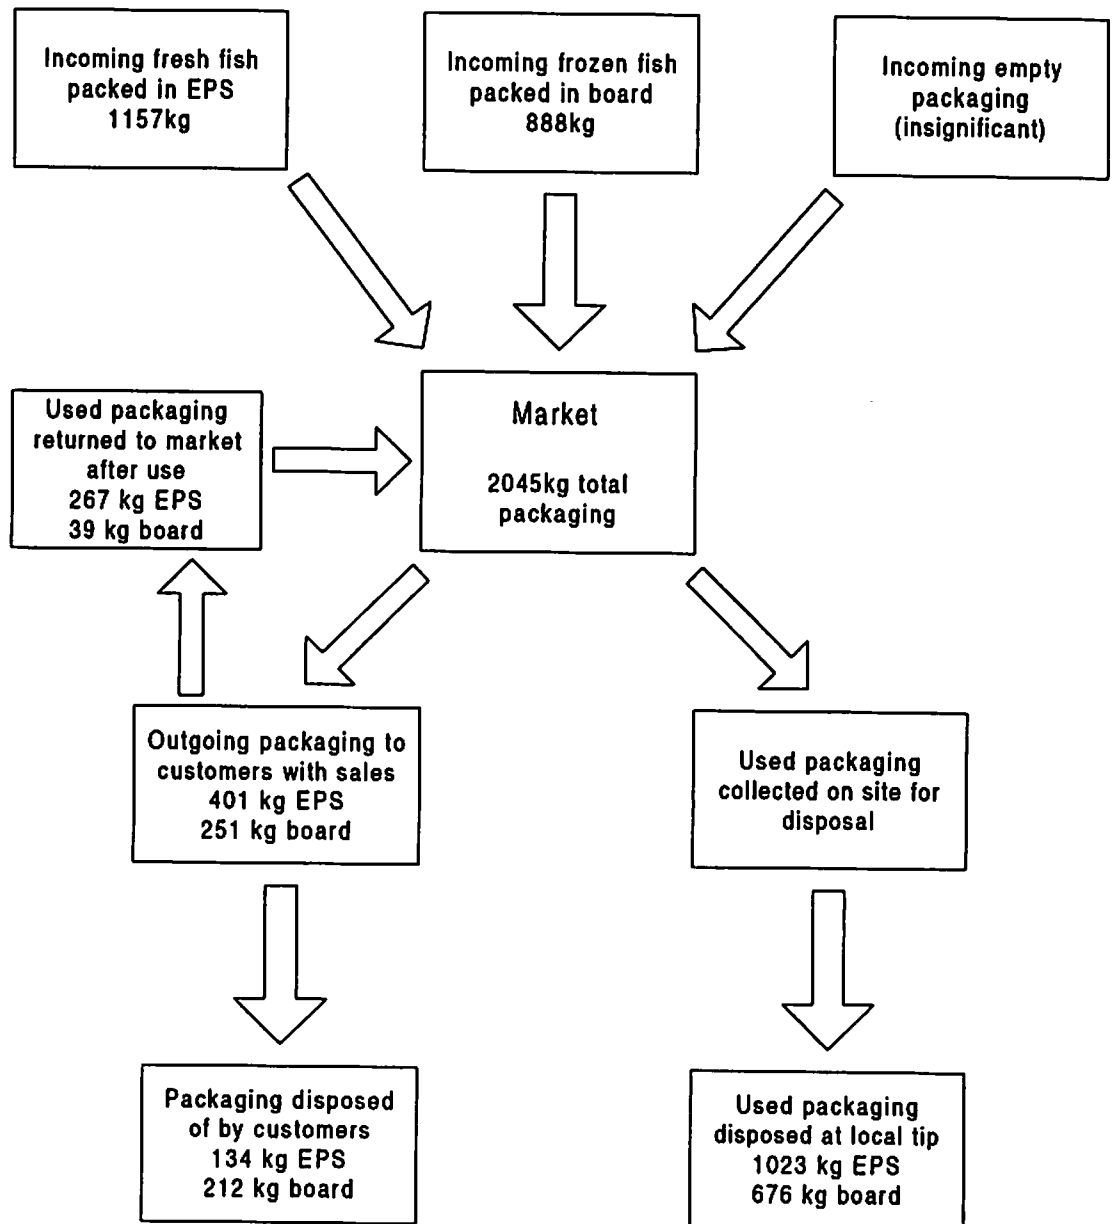 Incoming fresh fish
packed in EPS
1157kg
Incoming frozen fish
packed in board
888kg
Incoming empty
packaging
(insignificant)
Used packaging
returned to market
after use
267 kg EPS
39 kg board
Market
2045kg total
packaging
Outgoing packaging to
customers with sales
401 kg EPS
251 kg board
Used packaging
collected on site for
disposal
Packaging disposed
of by customers
134 kg EPS
212 kg board
Used packaging
disposed at local tip
1023 kg EPS
676 kg board